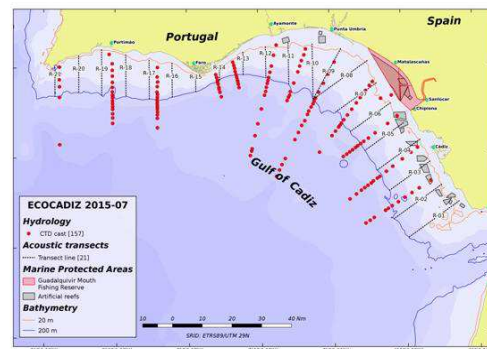 Spain
Portugal
Ayamonte
Punta Umbria
Portimão
Faro
Matalascañas
Sanlúcar
Chipiona
Cádiz
R-20
R-19
R-18
R-17
R-16
R-15
R-14
R-13
R-12
R-11
R-10
R-09
R-08
R-06
R-05
R-04
R-03
R-02
R-01
Gulf of Cadiz
ECOCADIZ 2015-07
Hydrology
CTD cast [157]
Acoustic transects
Transect line [21]
Marine Protected Areas
Guadalquivir Mouth
Fishing Reserve
Artificial reefs
Bathymetry
20 m
200 m
10 0 10 20 30 40 Nm
SRID: ETRS89/UTM 29N